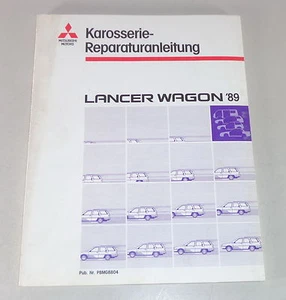 MITSUBISHI
MOTORS
Karosserie-
Reparaturanleitung
LANCER WAGON '89
Pub. Nr.